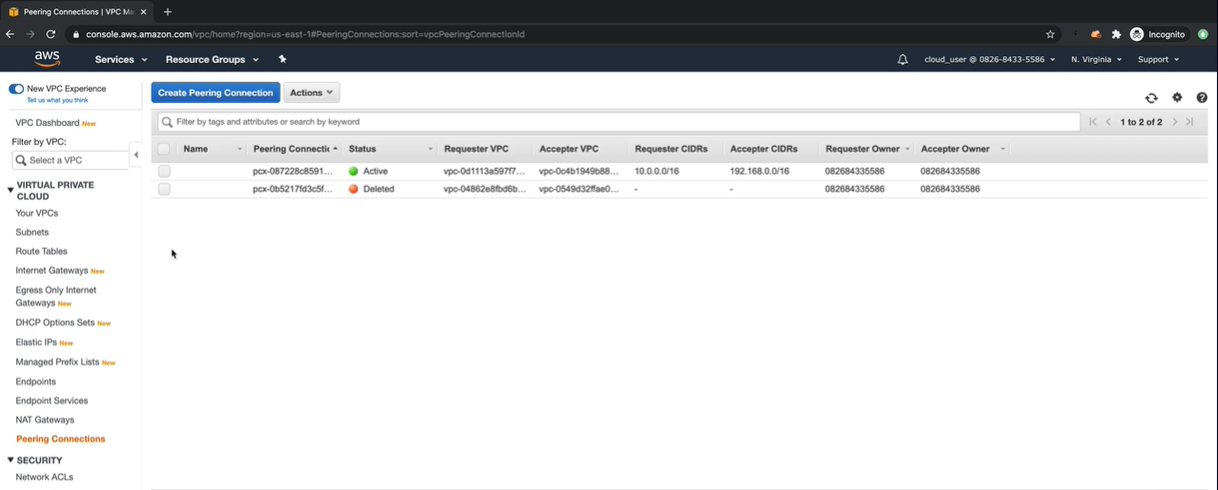 Peering Connections | VPC Ma
console.aws.amazon.com/vpc/home?region=us-east-1#PeeringConnections:sort=vpcPeeringConnectionId
Incognito
aws Services Resource Groups cloud_user @ 0826-8433-5586 N. Virginia Support
New VPC Experience
Tell us what you think
Create Peering Connection Actions
VPC Dashboard New
Filter by tags and attributes or search by keyword
1 to 2 of 2
Filter by VPC:
Select a VPC
Name Peering Connectic Status Requester VPC Accepter VPC Requester CIDRs Accepter CIDRs Requester Owner Accepter Owner
pcx-087228c8591... Active vpc-0d1113a597f7... vpc-0c4b1949b88... 10.0.0.0/16 192.168.0.0/16 082684335586 082684335586
pcx-0b5217fd3c5f... Deleted vpc-04862e8fbd6b... vpc-0549d32ffae0... - - 082684335586 082684335586
VIRTUAL PRIVATE
CLOUD
Your VPCs
Subnets
Route Tables
Internet Gateways New
Egress Only Internet
Gateways New
DHCP Options Sets New
Elastic IPs New
Managed Prefix Lists New
Endpoints
Endpoint Services
NAT Gateways
Peering Connections
SECURITY
Network ACLs